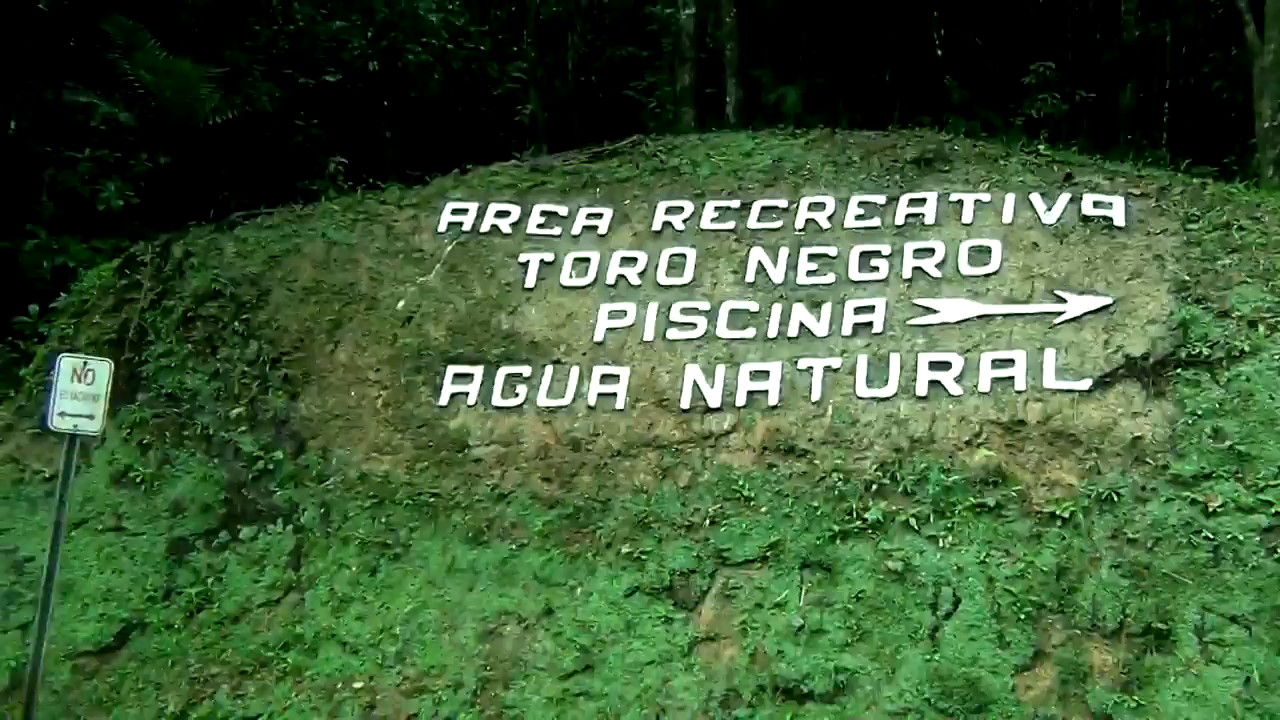 AREA RECREATIVA
TORO NEGRO
PISCINA
AGUA NATURAL
NO